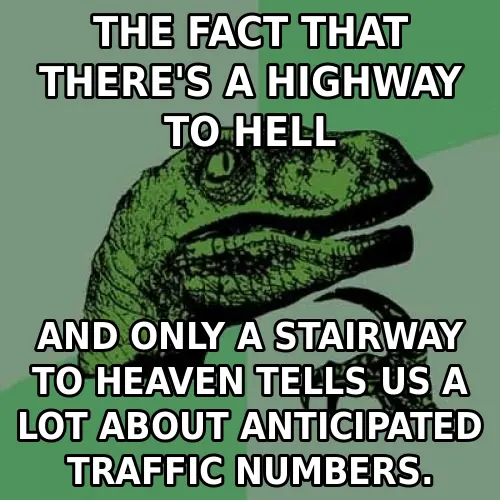 THE FACT THAT
THERE'S A HIGHWAY
TO HELL
AND ONLY A STAIRWAY
TO HEAVEN TELLS US A
LOT ABOUT ANTICIPATED
TRAFFIC NUMBERS.